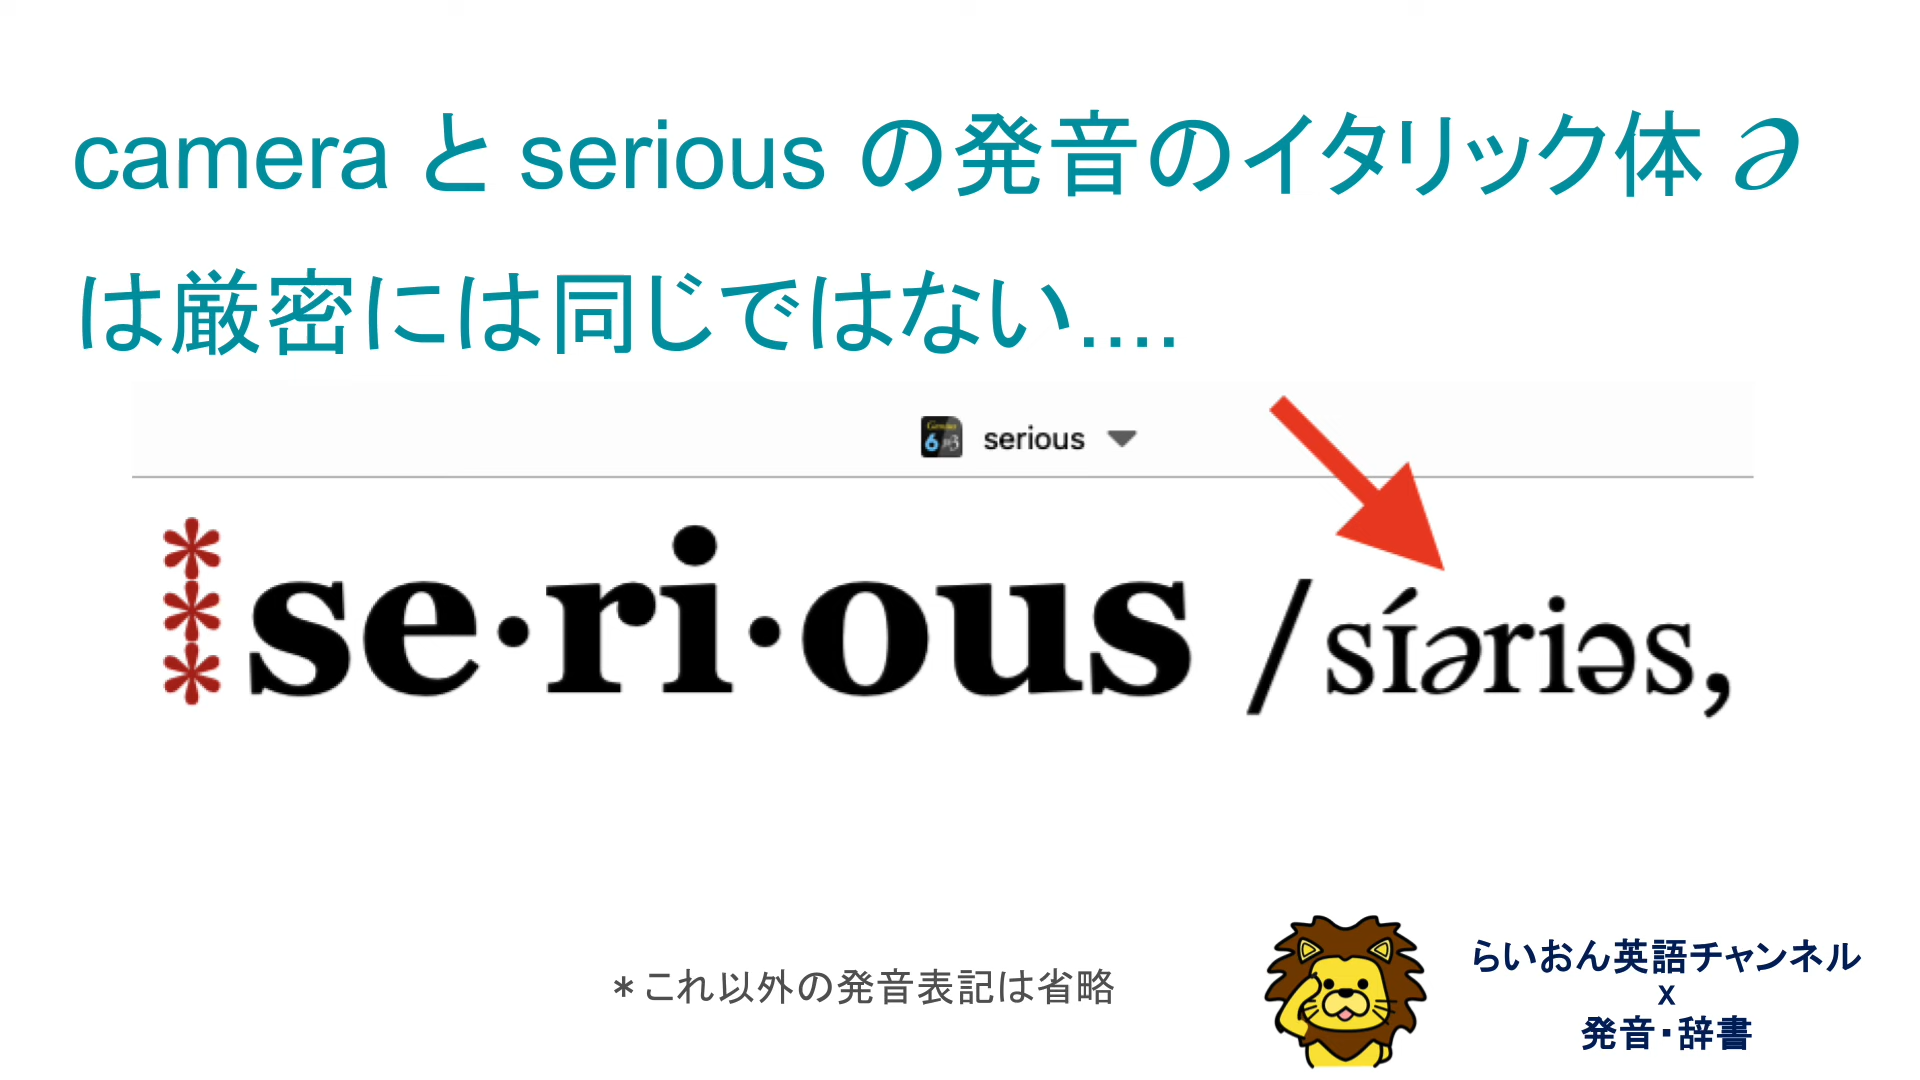 camera と serious の発音のイタリック体 ə
は厳密には同じではない....
serious
***se·ri·ous /sɪ́əriəs,
＊これ以外の発音表記は省略
らいおん英語チャンネル
x
発音・辞書